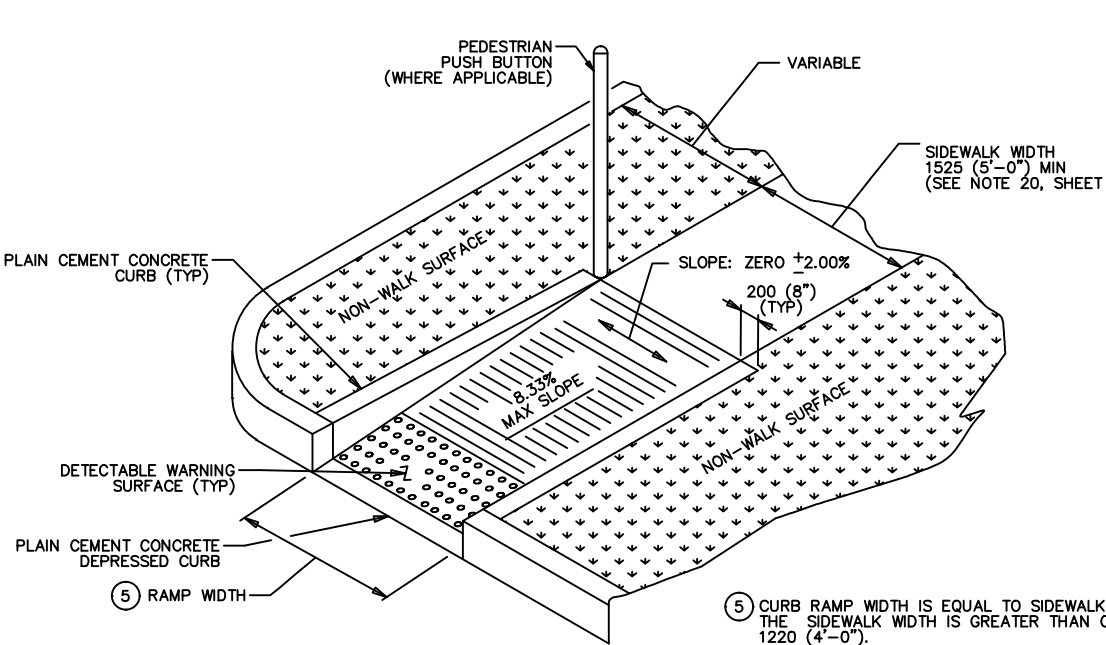 PEDESTRIAN
PUSH BUTTON
(WHERE APPLICABLE)
VARIABLE
SIDEWALK WIDTH
1525 (5'-0") MIN
(SEE NOTE 20, SHEET
PLAIN CEMENT CONCRETE
CURB (TYP)
NON-WALK SURFACE
SLOPE: ZERO ±2.00%
200 (8")
(TYP)
8.33%
MAX SLOPE
NON-WALK SURFACE
DETECTABLE WARNING
SURFACE (TYP)
PLAIN CEMENT CONCRETE
DEPRESSED CURB
5 RAMP WIDTH
5 CURB RAMP WIDTH IS EQUAL TO SIDEWALK
THE SIDEWALK WIDTH IS GREATER THAN O
1220 (4'-0").